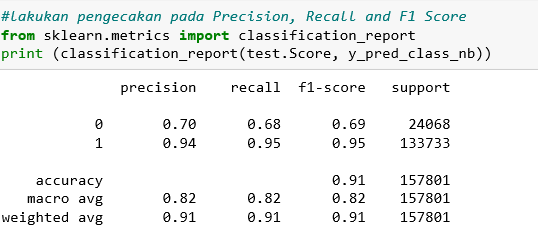 #lakukan pengecakan pada Precision, Recall and F1 Score
from sklearn.metrics import classification_report
print (classification_report(test.Score, y_pred_class_nb))
precision recall f1-score support
0 0.70 0.68 0.69 24068
1 0.94 0.95 0.95 133733
accuracy 0.91 157801
macro avg 0.82 0.82 0.82 157801
weighted avg 0.91 0.91 0.91 157801